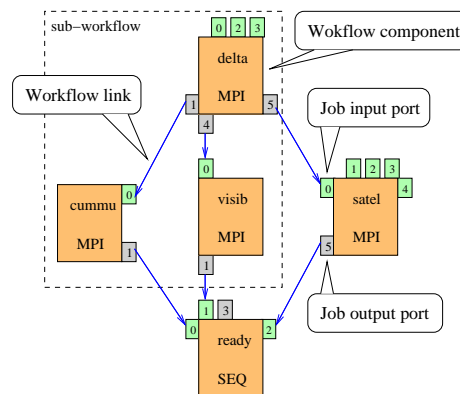 sub-workflow
0 2 3
Wokflow component
delta
MPI
Workflow link
1
5
4
Job input port
1 2 3
0
0
0
4
cummu
visib
satel
MPI
MPI
MPI
1
1
5
1 3
Job output port
0
2
ready
SEQ